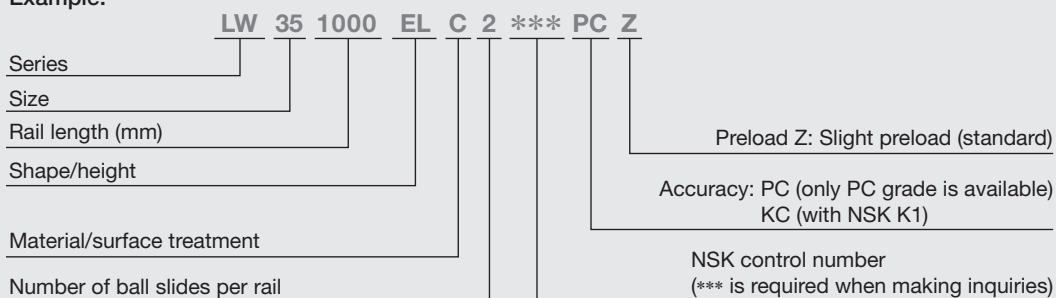 Example:
LW 35 1000 EL C 2 *** PC Z
Series
Size
Rail length (mm)
Shape/height
Material/surface treatment
Number of ball slides per rail
Preload Z: Slight preload (standard)
Accuracy: PC (only PC grade is available)
KC (with NSK K1)
NSK control number
(*** is required when making inquiries)